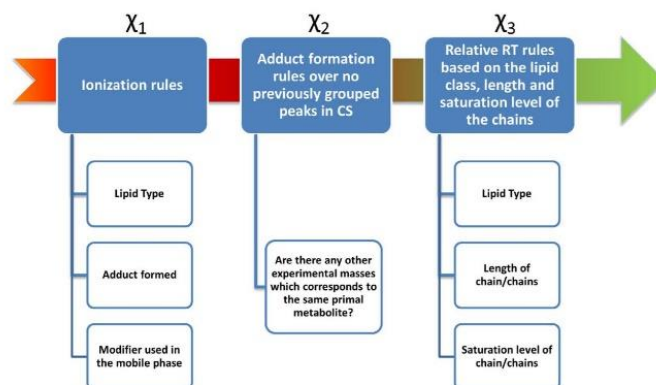 χ1
χ2
χ3
Ionization rules
Adduct formation
rules over no
previously grouped
peaks in CS
Relative RT rules
based on the lipid
class, length and
saturation level of
the chains
Lipid Type
Adduct formed
Modifier used in
the mobile phase
Are there any other
experimental masses
which corresponds to
the same primal
metabolite?
Lipid Type
Length of
chain/chains
Saturation level of
chain/chains